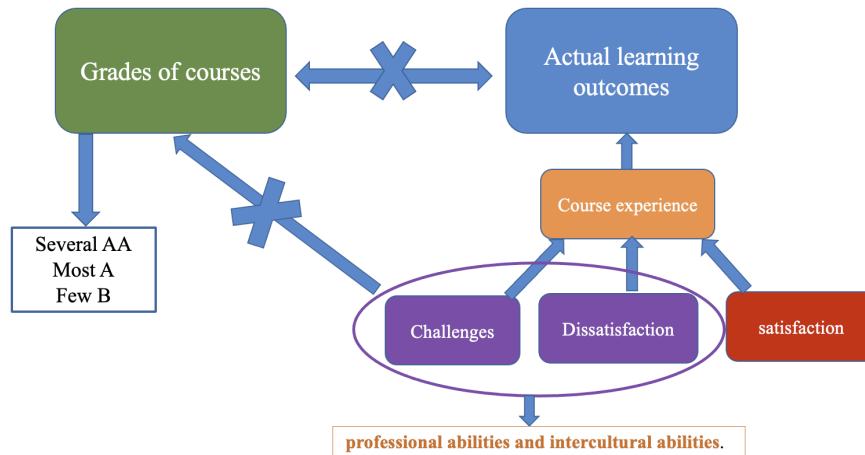 Grades of courses
Actual learning
outcomes
Course experience
Several AA
Most A
Few B
Challenges
Dissatisfaction
satisfaction
professional abilities and intercultural abilities.